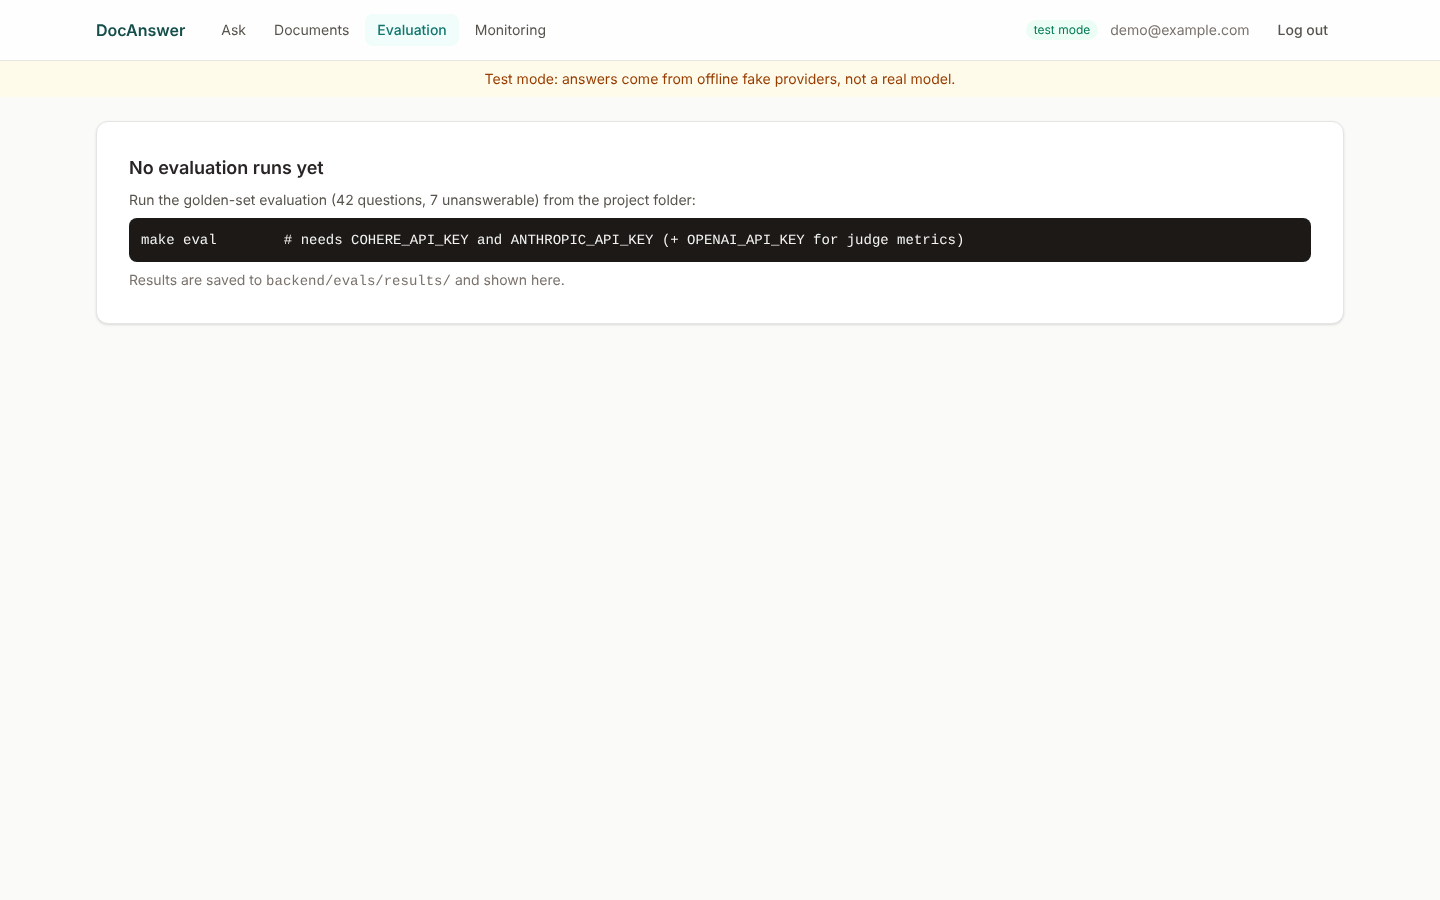 DocAnswer Ask Documents Evaluation Monitoring test mode demo@example.com Log out
Test mode: answers come from offline fake providers, not a real model.
No evaluation runs yet
Run the golden-set evaluation (42 questions, 7 unanswerable) from the project folder:
make eval        # needs COHERE_API_KEY and ANTHROPIC_API_KEY (+ OPENAI_API_KEY for judge metrics)
Results are saved to backend/evals/results/ and shown here.